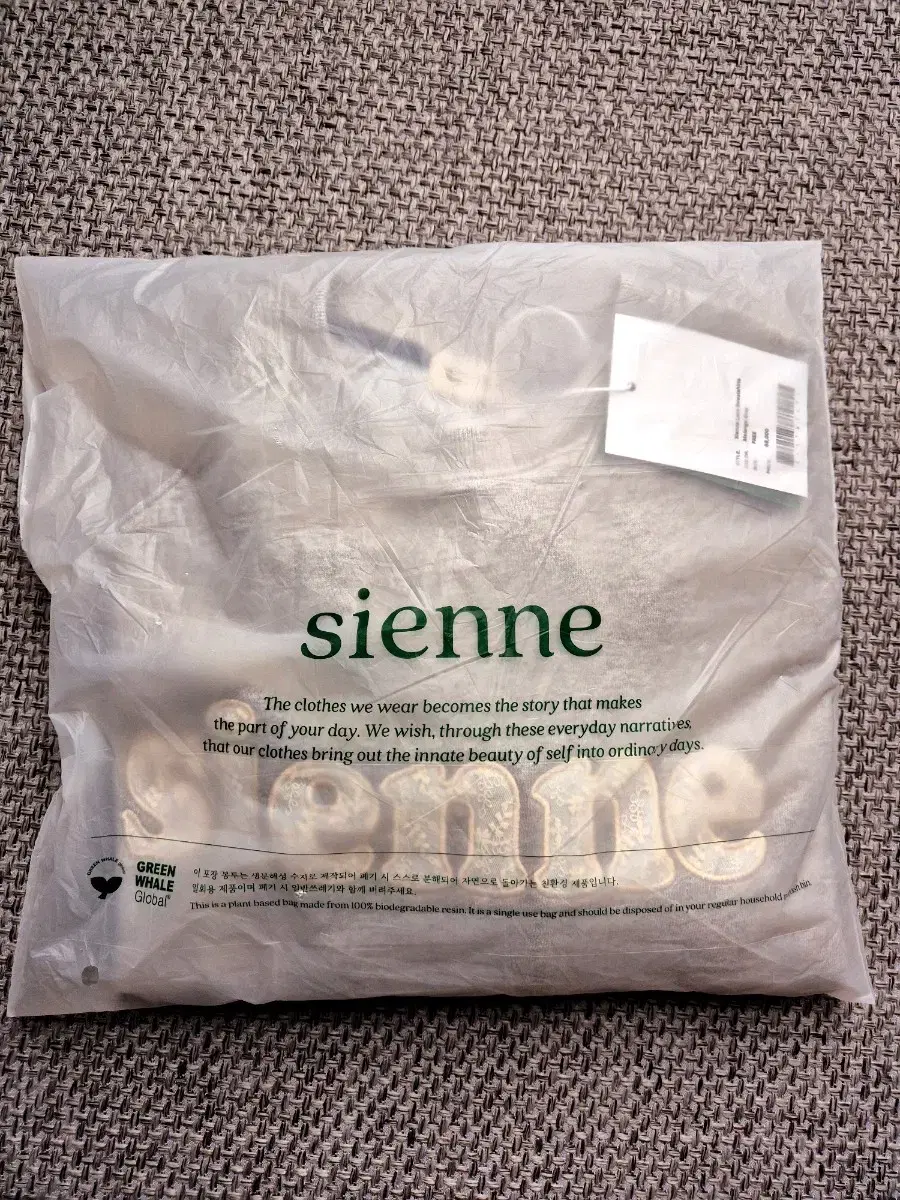 sienne
The clothes we wear becomes the story that makes
the part of your day. We wish, through these everyday narratives,
that our clothes bring out the innate beauty of self into ordinary days.
sienne
GREEN
WHALE
Global
이 포장 봉투는 생분해성 수지로 제작되어 폐기 시 스스로 분해되어 자연으로 돌아가는 친환경 제품입니다.
일회용 제품이며 폐기 시 일반쓰레기와 함께 버려주세요.
This is a plant based bag made from 100% biodegradable resin. It is a single use bag and should be disposed of in your regular household